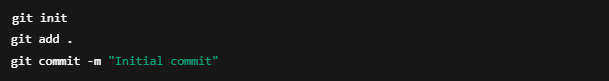 git init
git add .
git commit -m "Initial commit"